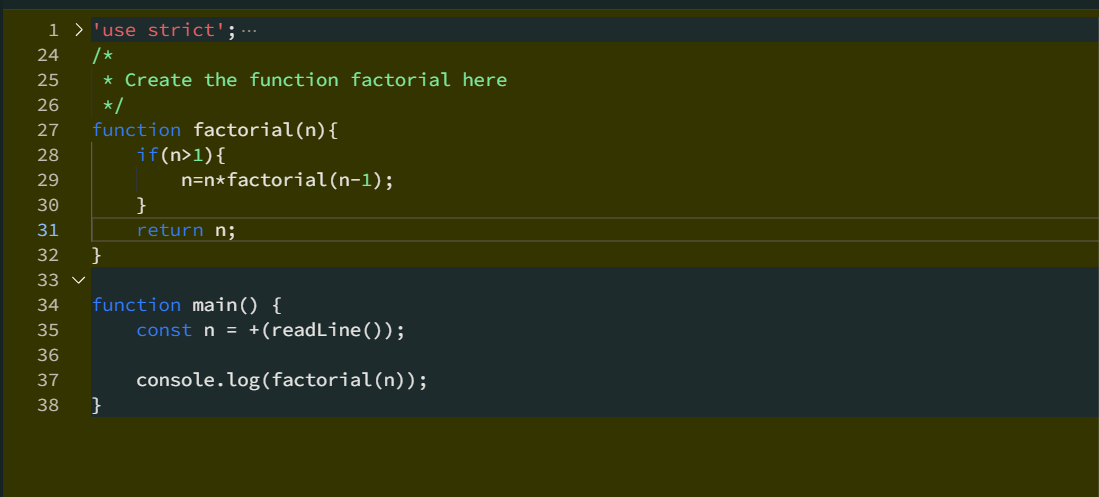 1 > 'use strict';…
24 /*
25  * Create the function factorial here
26  */
27 function factorial(n){
28     if(n>1){
29         n=n*factorial(n-1);
30     }
31     return n;
32 }
33
34 function main() {
35     const n = +(readLine());
36
37     console.log(factorial(n));
38 }